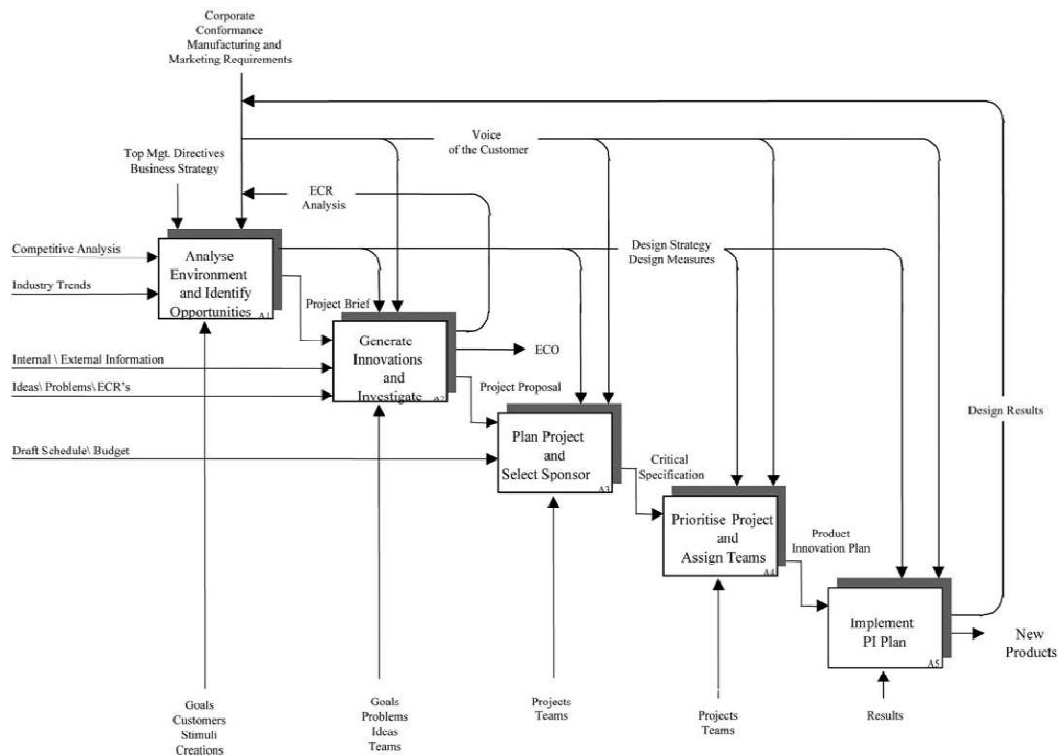 Corporate
Conformance
Manufacturing and
Marketing Requirements
Voice
of the Customer
Top Mgt. Directives
Business Strategy
ECR
Analysis
Competitive Analysis
Analyse
Environment
and Identify
Opportunities
A1
Design Strategy
Design Measures
Industry Trends
Project Brief
Generate
Innovations
and
Investigate
A2
ECO
Internal \ External Information
Ideas\ Problems\ ECR's
Project Proposal
Design Results
Plan Project
and
Select Sponsor
A3
Draft Schedule\ Budget
Critical
Specification
Prioritise Project
and
Assign Teams
A4
Product
Innovation Plan
Implement
PI Plan
A5
New
Products
Goals
Customers
Stimuli
Creations
Goals
Problems
Ideas
Teams
Projects
Teams
Projects
Teams
Results